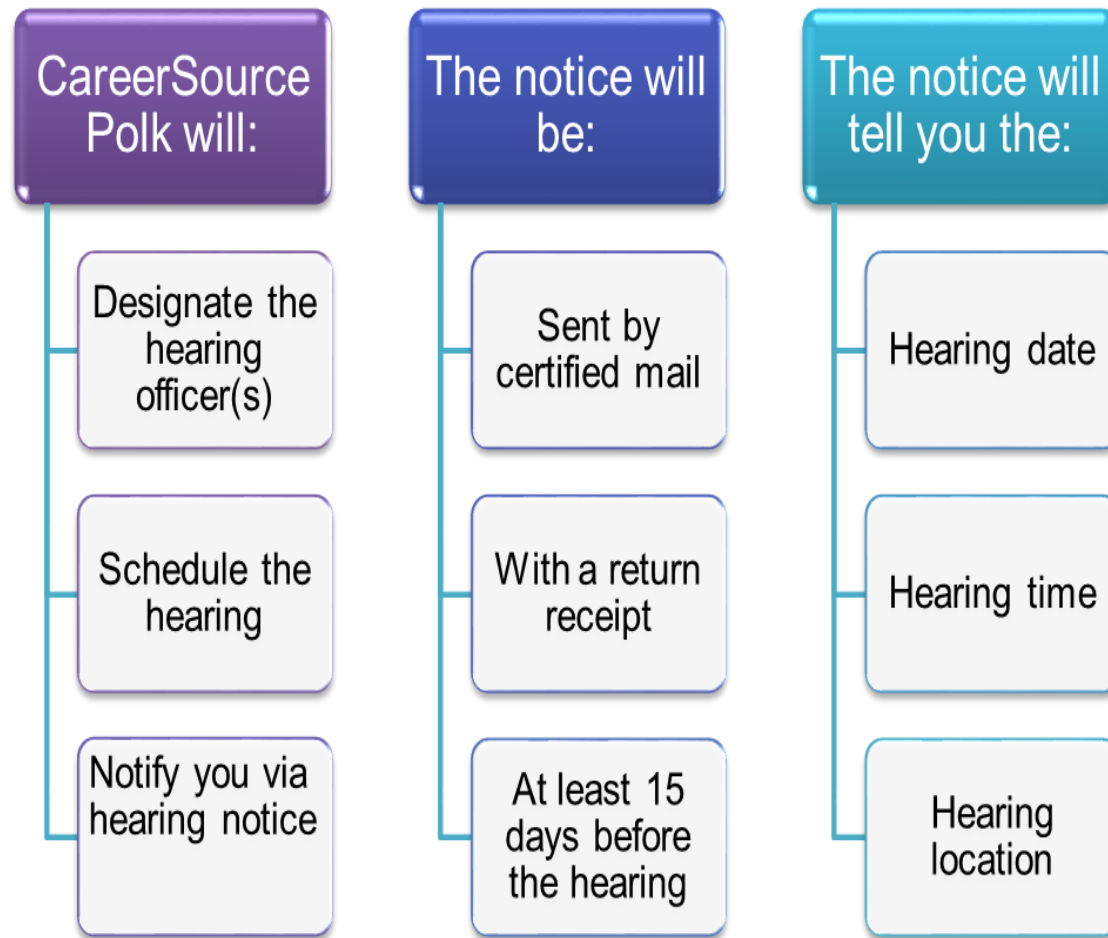 CareerSource
Polk will:
Designate the
hearing
officer(s)
Schedule the
hearing
Notify you via
hearing notice
The notice will
be:
Sent by
certified mail
With a return
receipt
At least 15
days before
the hearing
The notice will
tell you the:
Hearing date
Hearing time
Hearing
location